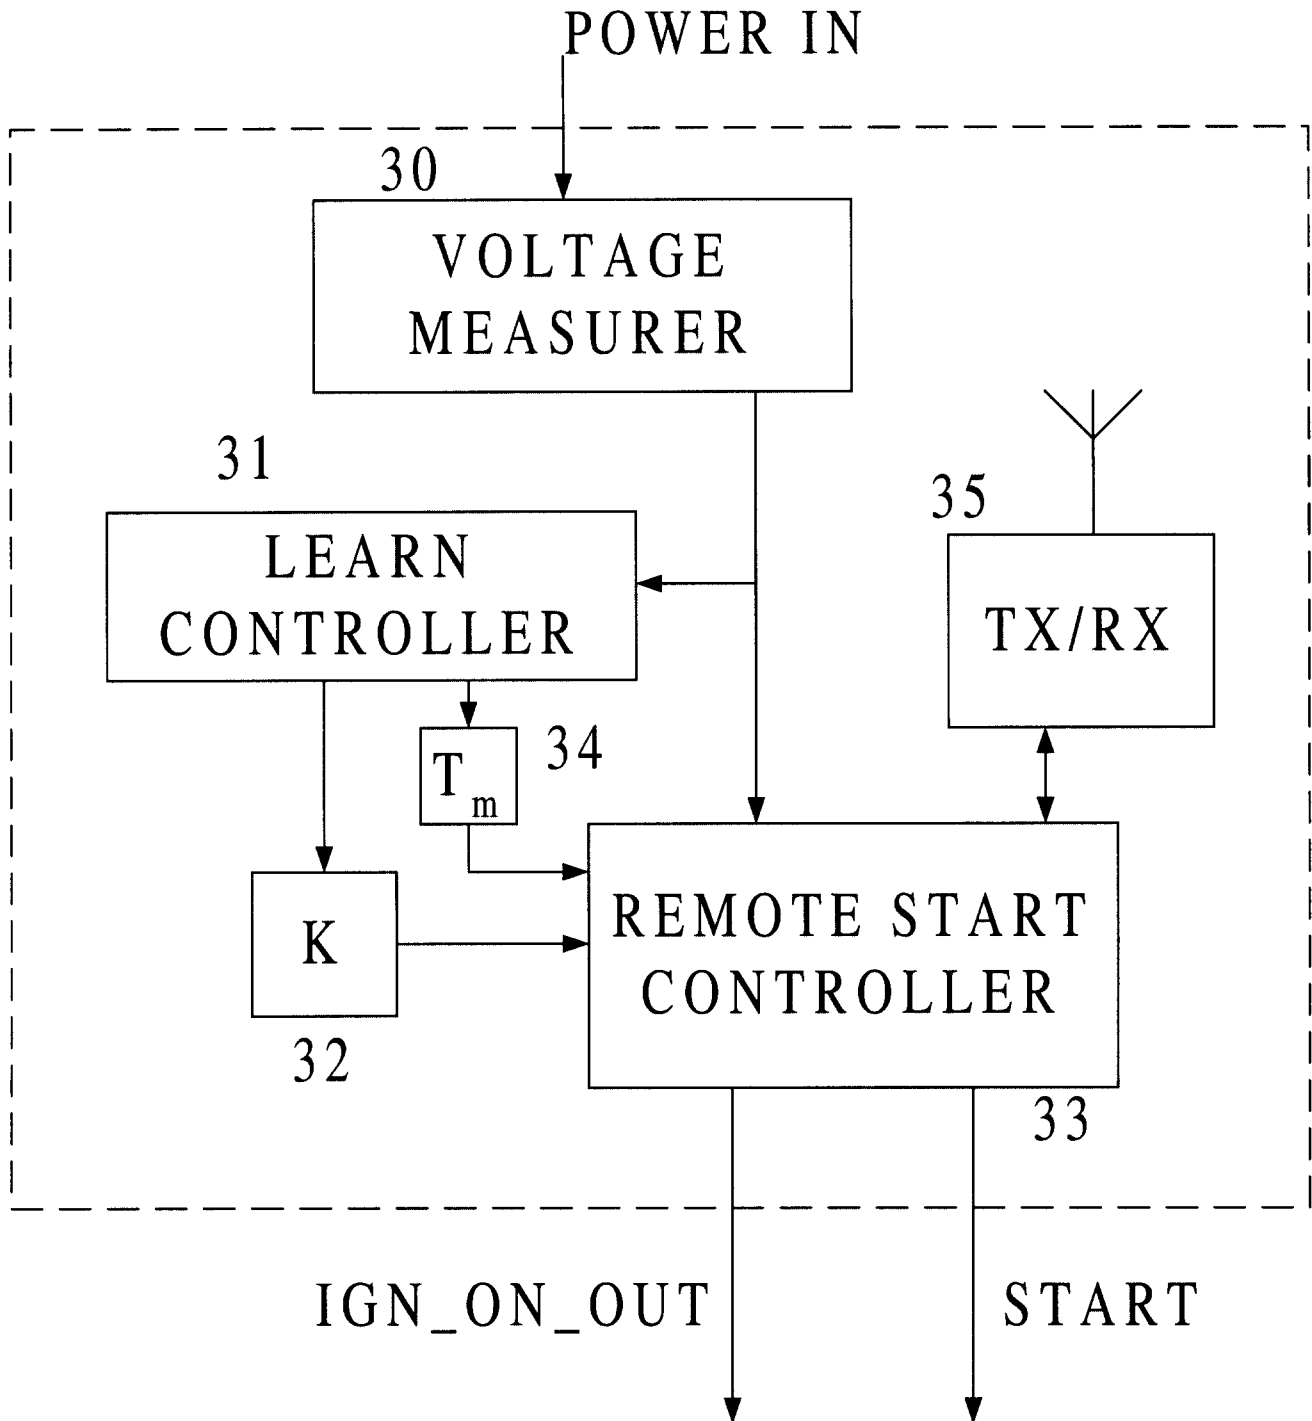 POWER IN
30
VOLTAGE
MEASURER
31
LEARN
CONTROLLER
35
TX/RX
34
Tm
K
32
REMOTE START
CONTROLLER
33
IGN_ON_OUT
START